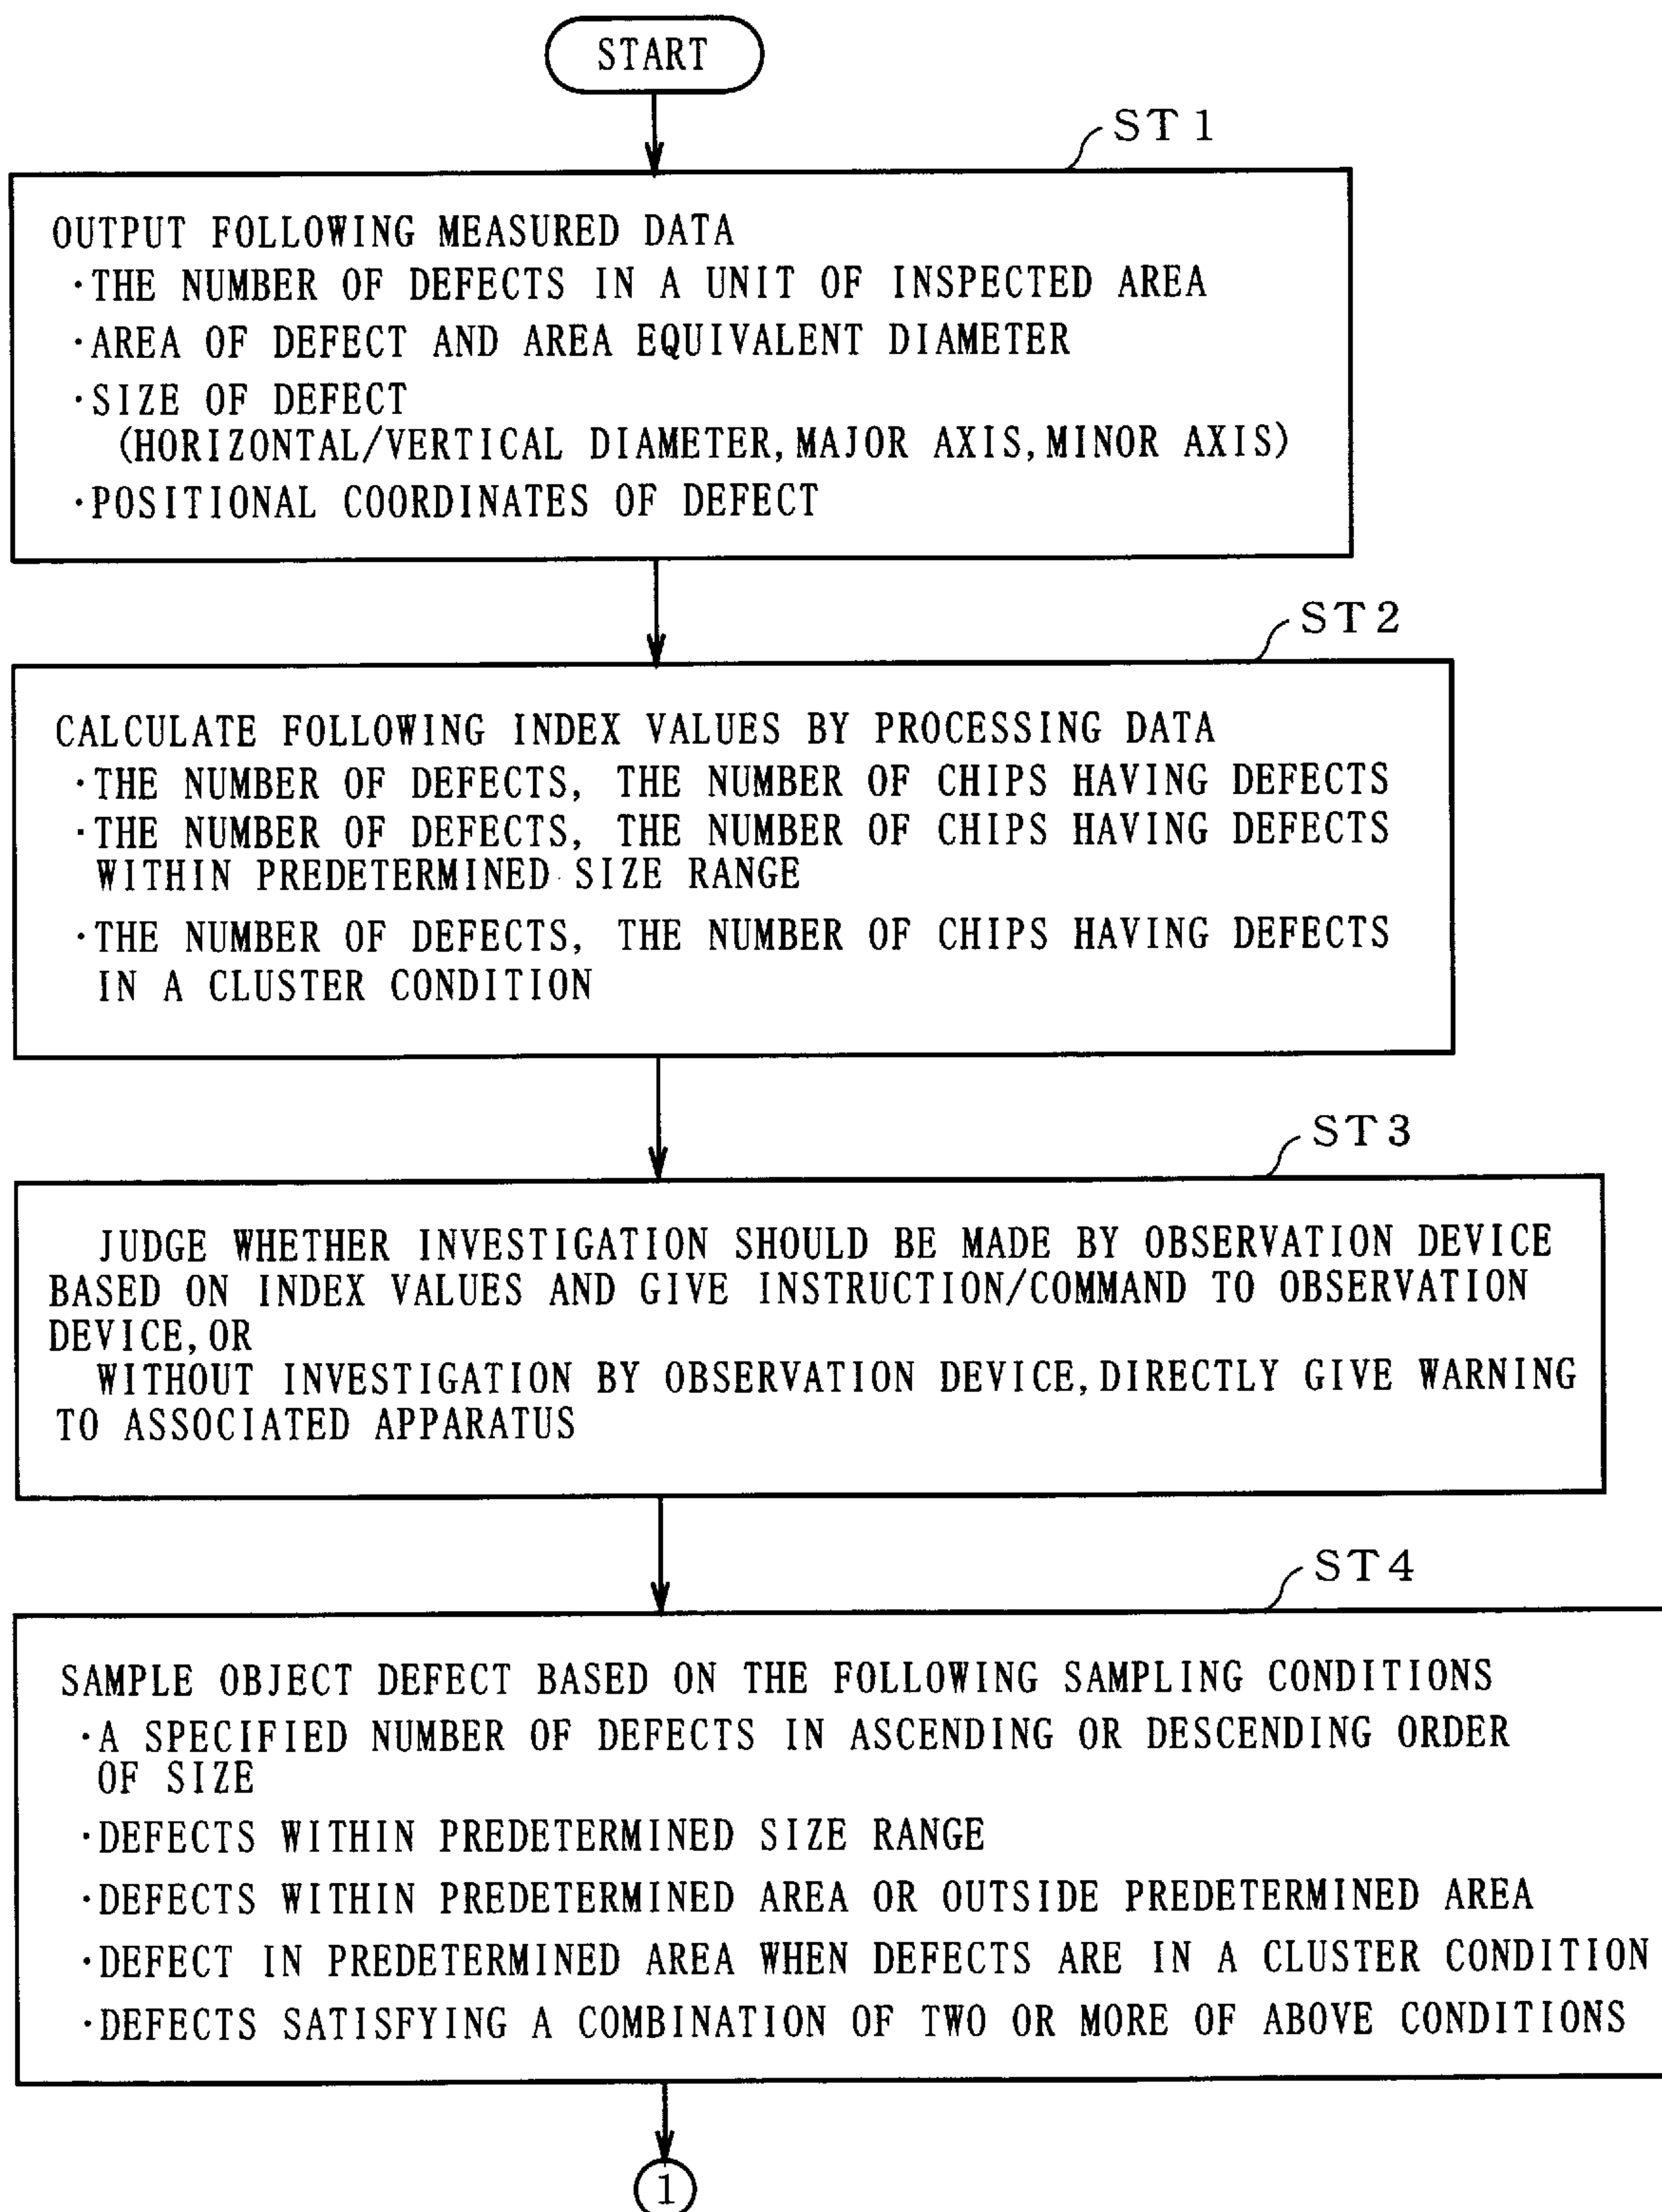 START
ST1
OUTPUT FOLLOWING MEASURED DATA
·THE NUMBER OF DEFECTS IN A UNIT OF INSPECTED AREA
·AREA OF DEFECT AND AREA EQUIVALENT DIAMETER
·SIZE OF DEFECT
(HORIZONTAL/VERTICAL DIAMETER, MAJOR AXIS, MINOR AXIS)
·POSITIONAL COORDINATES OF DEFECT
ST2
CALCULATE FOLLOWING INDEX VALUES BY PROCESSING DATA
·THE NUMBER OF DEFECTS, THE NUMBER OF CHIPS HAVING DEFECTS
·THE NUMBER OF DEFECTS, THE NUMBER OF CHIPS HAVING DEFECTS
WITHIN PREDETERMINED SIZE RANGE
·THE NUMBER OF DEFECTS, THE NUMBER OF CHIPS HAVING DEFECTS
IN A CLUSTER CONDITION
ST3
JUDGE WHETHER INVESTIGATION SHOULD BE MADE BY OBSERVATION DEVICE
BASED ON INDEX VALUES AND GIVE INSTRUCTION/COMMAND TO OBSERVATION
DEVICE, OR
WITHOUT INVESTIGATION BY OBSERVATION DEVICE, DIRECTLY GIVE WARNING
TO ASSOCIATED APPARATUS
ST4
SAMPLE OBJECT DEFECT BASED ON THE FOLLOWING SAMPLING CONDITIONS
·A SPECIFIED NUMBER OF DEFECTS IN ASCENDING OR DESCENDING ORDER
OF SIZE
·DEFECTS WITHIN PREDETERMINED SIZE RANGE
·DEFECTS WITHIN PREDETERMINED AREA OR OUTSIDE PREDETERMINED AREA
·DEFECT IN PREDETERMINED AREA WHEN DEFECTS ARE IN A CLUSTER CONDITION
·DEFECTS SATISFYING A COMBINATION OF TWO OR MORE OF ABOVE CONDITIONS
1